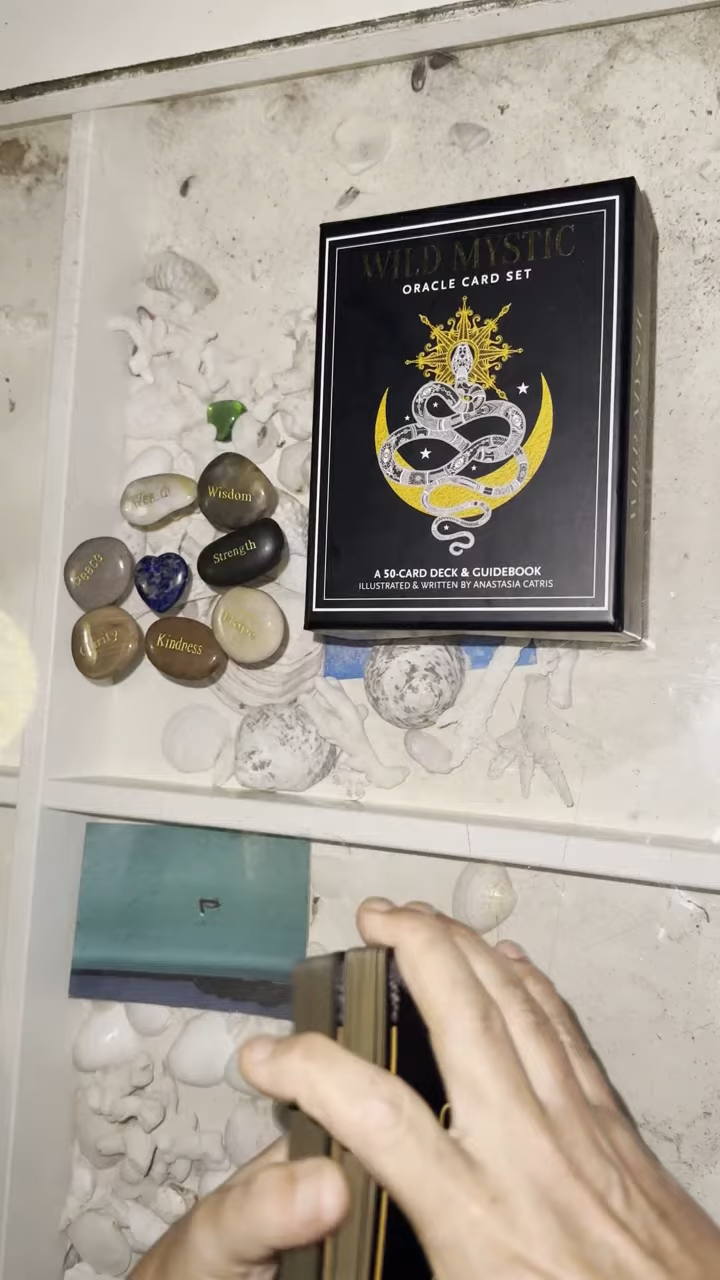 WILD MYSTIC
ORACLE CARD SET
A 50-CARD DECK & GUIDEBOOK
ILLUSTRATED & WRITTEN BY ANASTASIA CATRIS
Wisdom
Strength
Peace
Kindness